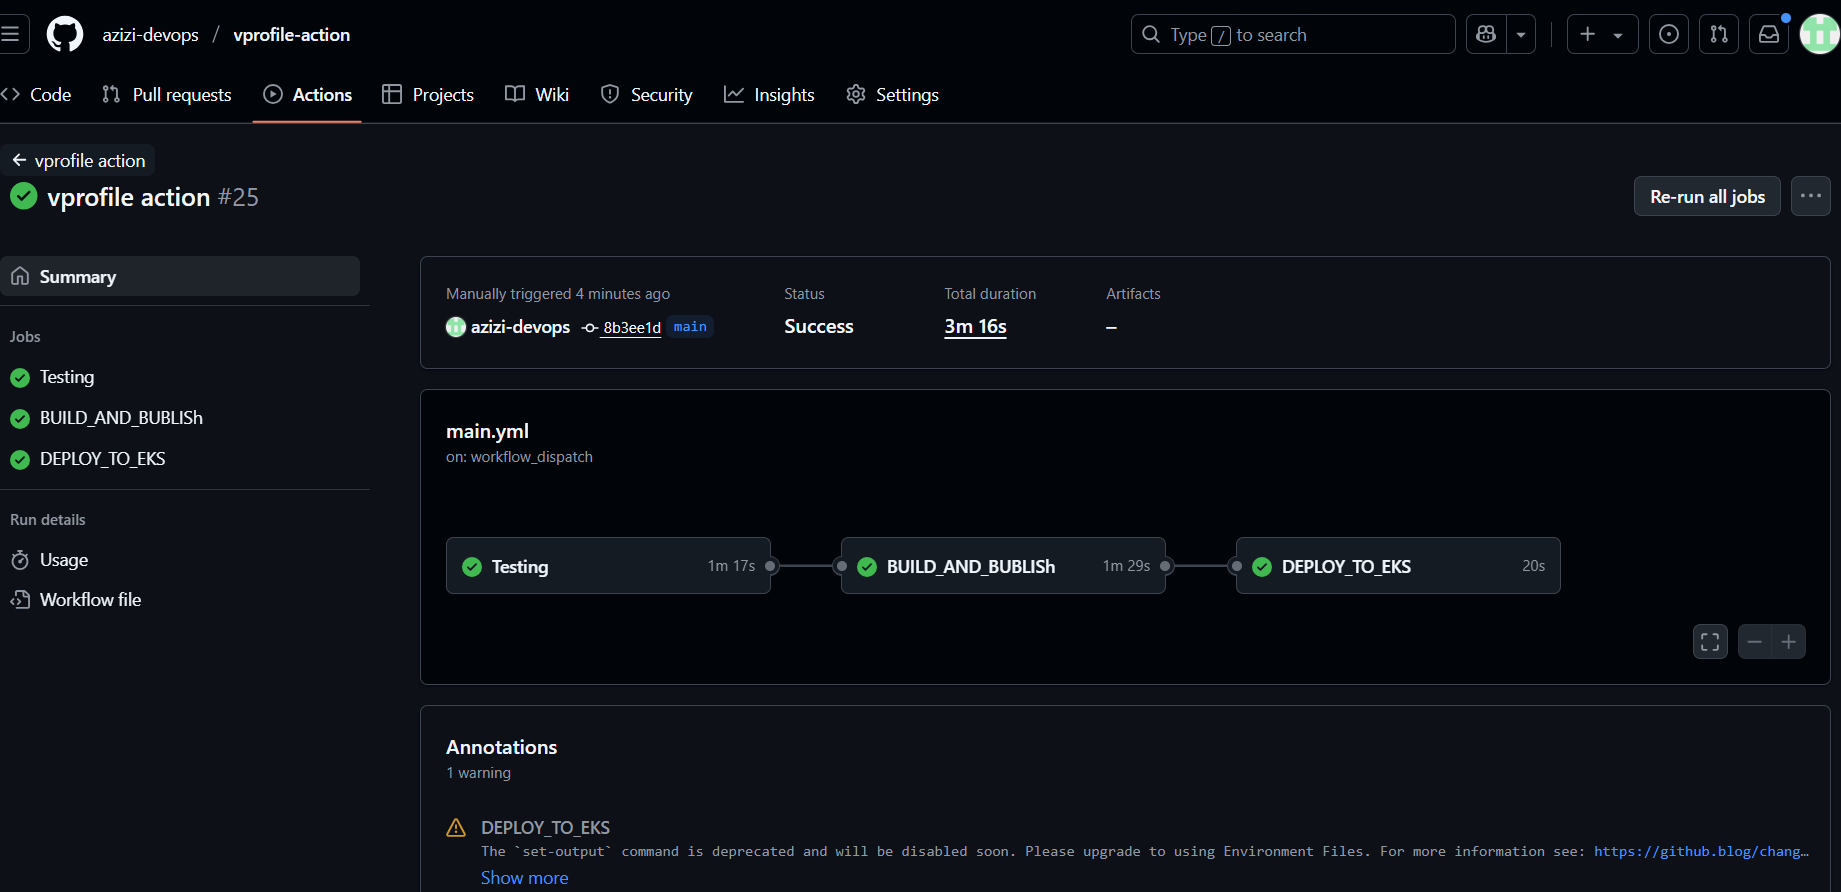 azizi-devops / vprofile-action
Type / to search
Code Pull requests Actions Projects Wiki Security Insights Settings
vprofile action
vprofile action #25
Re-run all jobs
Summary
Jobs
Testing
BUILD_AND_BUBLISh
DEPLOY_TO_EKS
Run details
Usage
Workflow file
Manually triggered 4 minutes ago
azizi-devops 8b3ee1d main
Status
Success
Total duration
3m 16s
Artifacts
–
main.yml
on: workflow_dispatch
Testing 1m 17s
BUILD_AND_BUBLISh 1m 29s
DEPLOY_TO_EKS 20s
Annotations
1 warning
DEPLOY_TO_EKS
The `set-output` command is deprecated and will be disabled soon. Please upgrade to using Environment Files. For more information see: https://github.blog/chang…
Show more